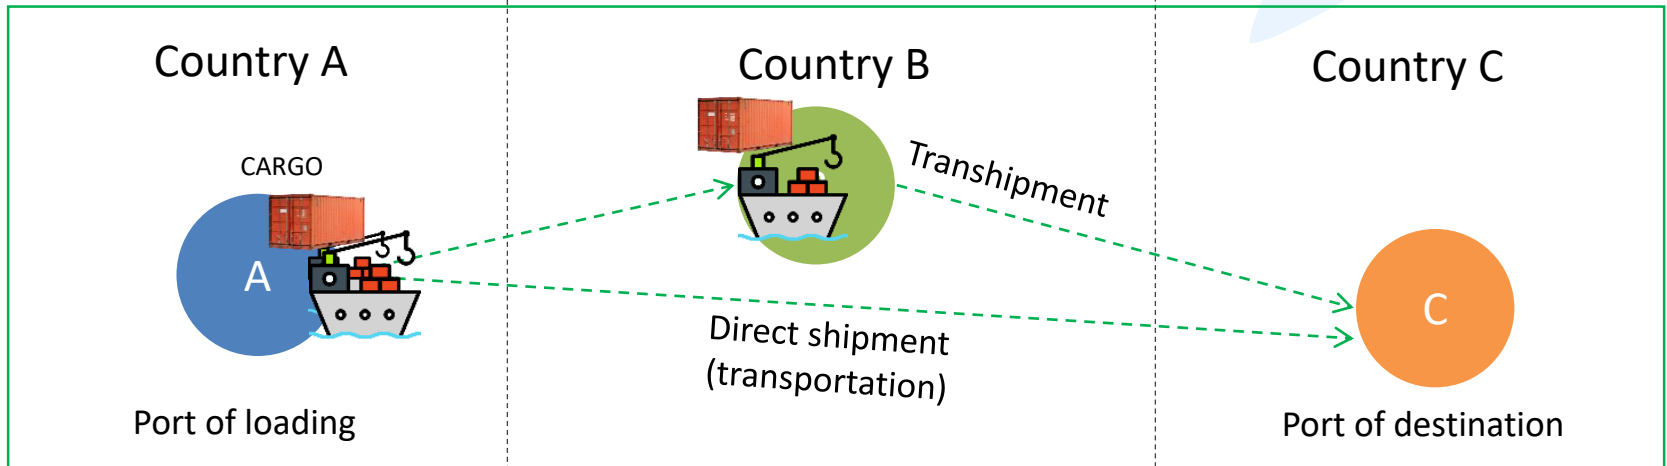 Country A
Country B
Country C
CARGO
A
Transhipment
C
Direct shipment
(transportation)
Port of loading
Port of destination